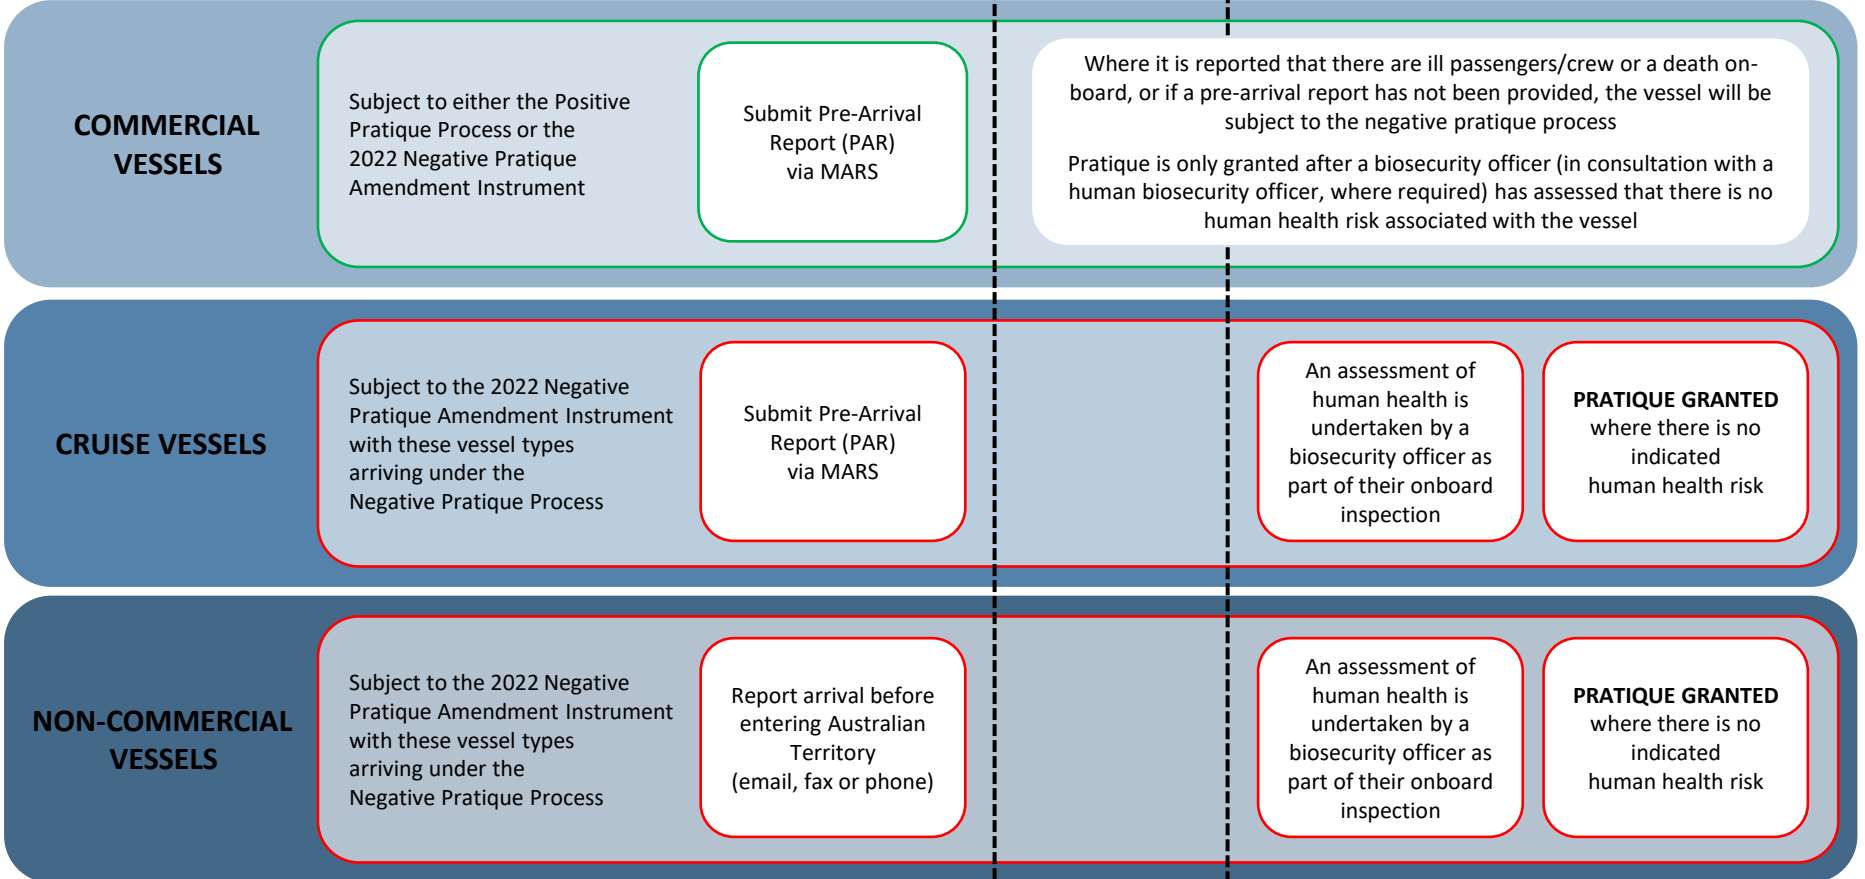 COMMERCIAL
VESSELS
Subject to either the Positive
Pratique Process or the
2022 Negative Pratique
Amendment Instrument
Submit Pre-Arrival
Report (PAR)
via MARS
Where it is reported that there are ill passengers/crew or a death on-
board, or if a pre-arrival report has not been provided, the vessel will be
subject to the negative pratique process
Pratique is only granted after a biosecurity officer (in consultation with a
human biosecurity officer, where required) has assessed that there is no
human health risk associated with the vessel
CRUISE VESSELS
Subject to the 2022 Negative
Pratique Amendment Instrument
with these vessel types
arriving under the
Negative Pratique Process
Submit Pre-Arrival
Report (PAR)
via MARS
An assessment of
human health is
undertaken by a
biosecurity officer as
part of their onboard
inspection
PRATIQUE GRANTED
where there is no
indicated
human health risk
NON-COMMERCIAL
VESSELS
Subject to the 2022 Negative
Pratique Amendment Instrument
with these vessel types
arriving under the
Negative Pratique Process
Report arrival before
entering Australian
Territory
(email, fax or phone)
An assessment of
human health is
undertaken by a
biosecurity officer as
part of their onboard
inspection
PRATIQUE GRANTED
where there is no
indicated
human health risk